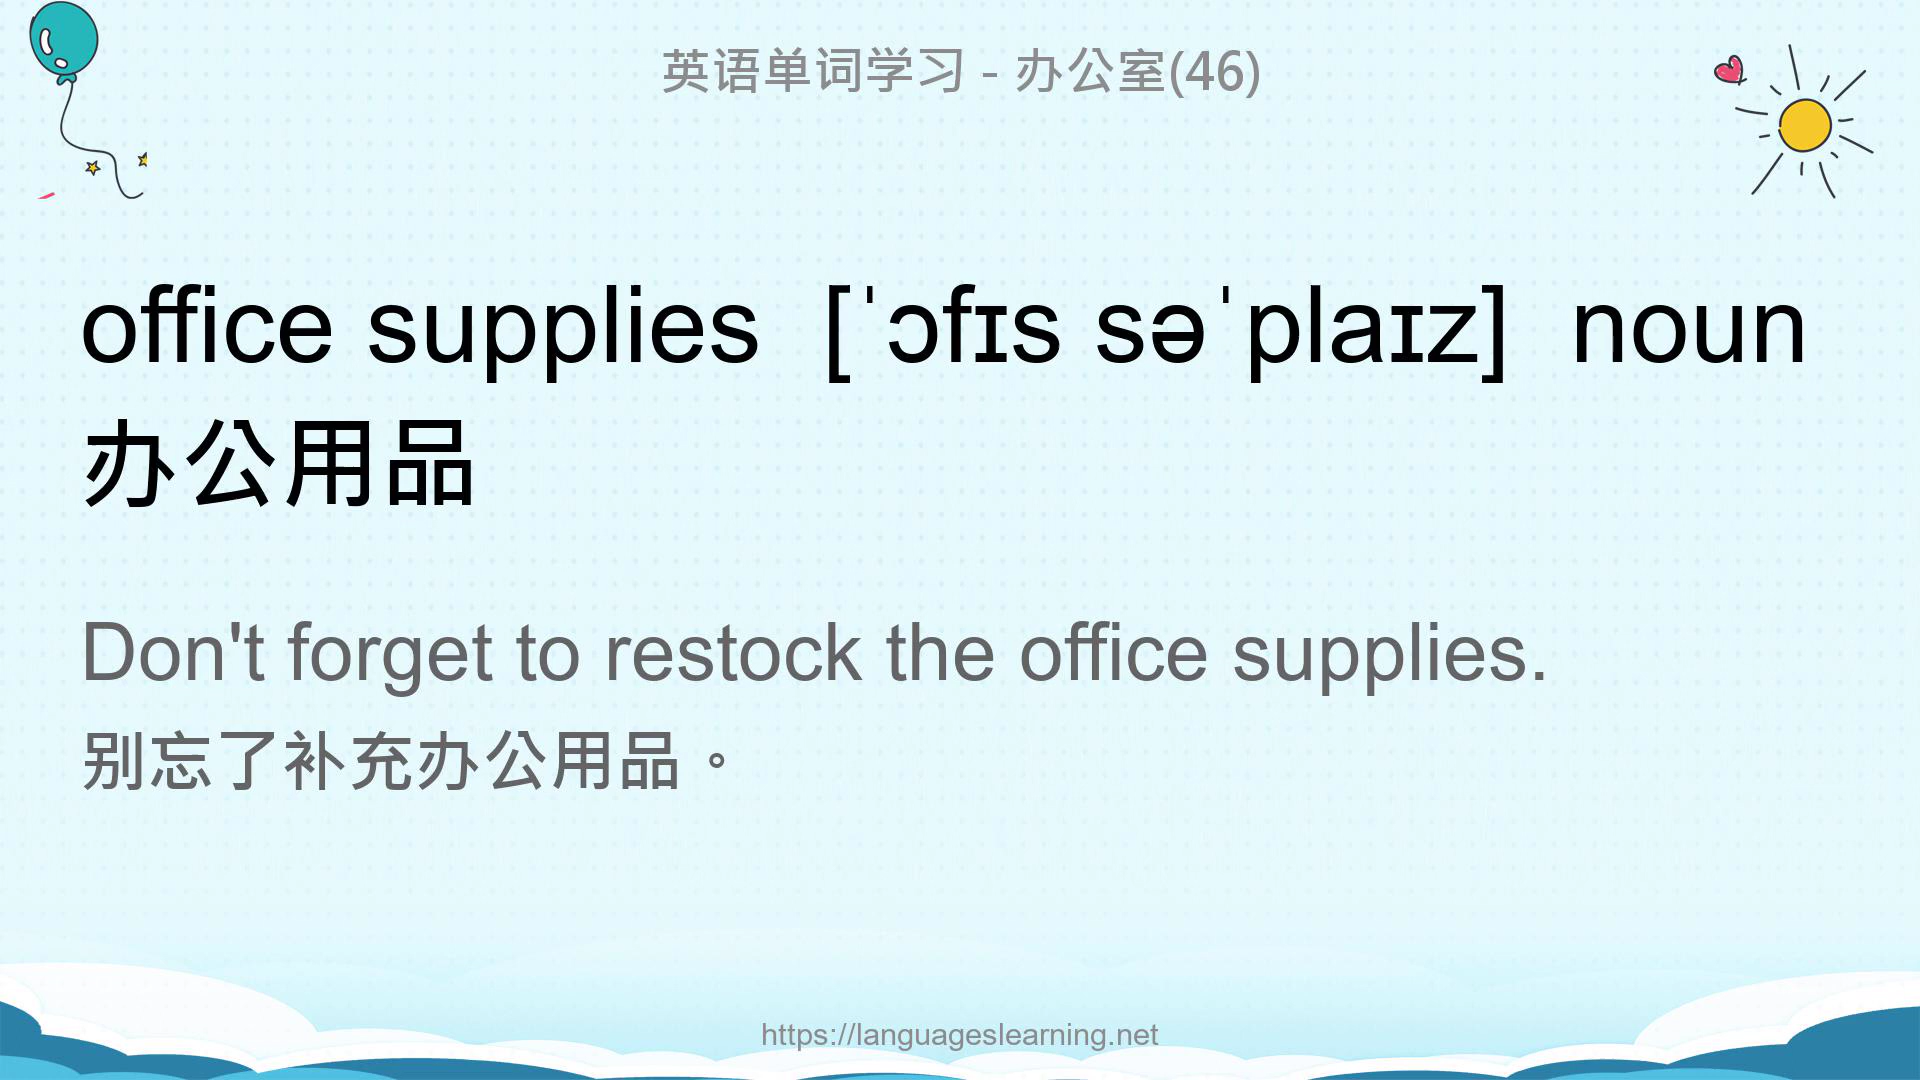 英语单词学习 - 办公室(46)
office supplies [ˈɔfɪs səˈplaɪz] noun
办公用品
Don't forget to restock the office supplies.
别忘了补充办公用品。
https://languageslearning.net